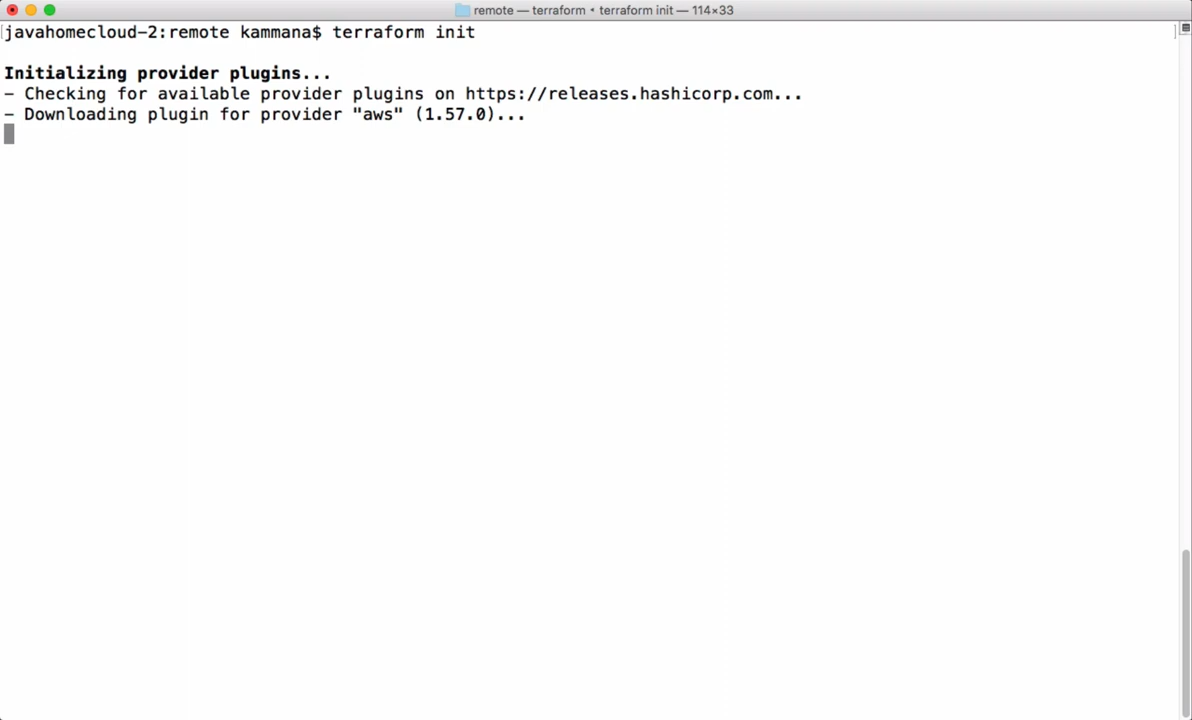 remote — terraform • terraform init — 114×33
[javahomecloud-2:remote kammana$ terraform init ]
Initializing provider plugins...
- Checking for available provider plugins on https://releases.hashicorp.com...
- Downloading plugin for provider "aws" (1.57.0)...